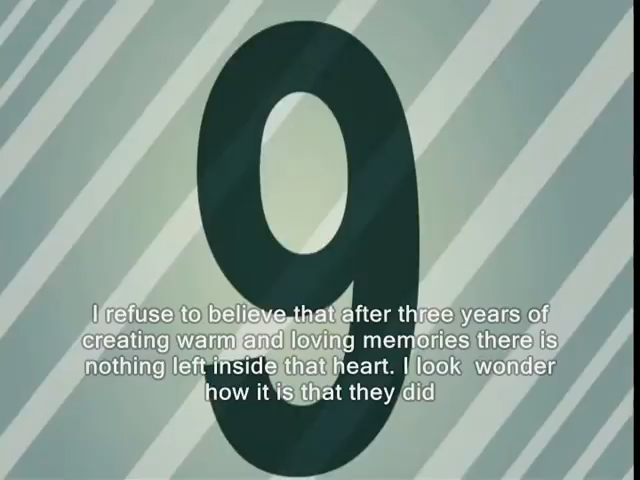 9
I refuse to believe that after three years of
creating warm and loving memories there is
nothing left inside that heart. I look  wonder
how it is that they did